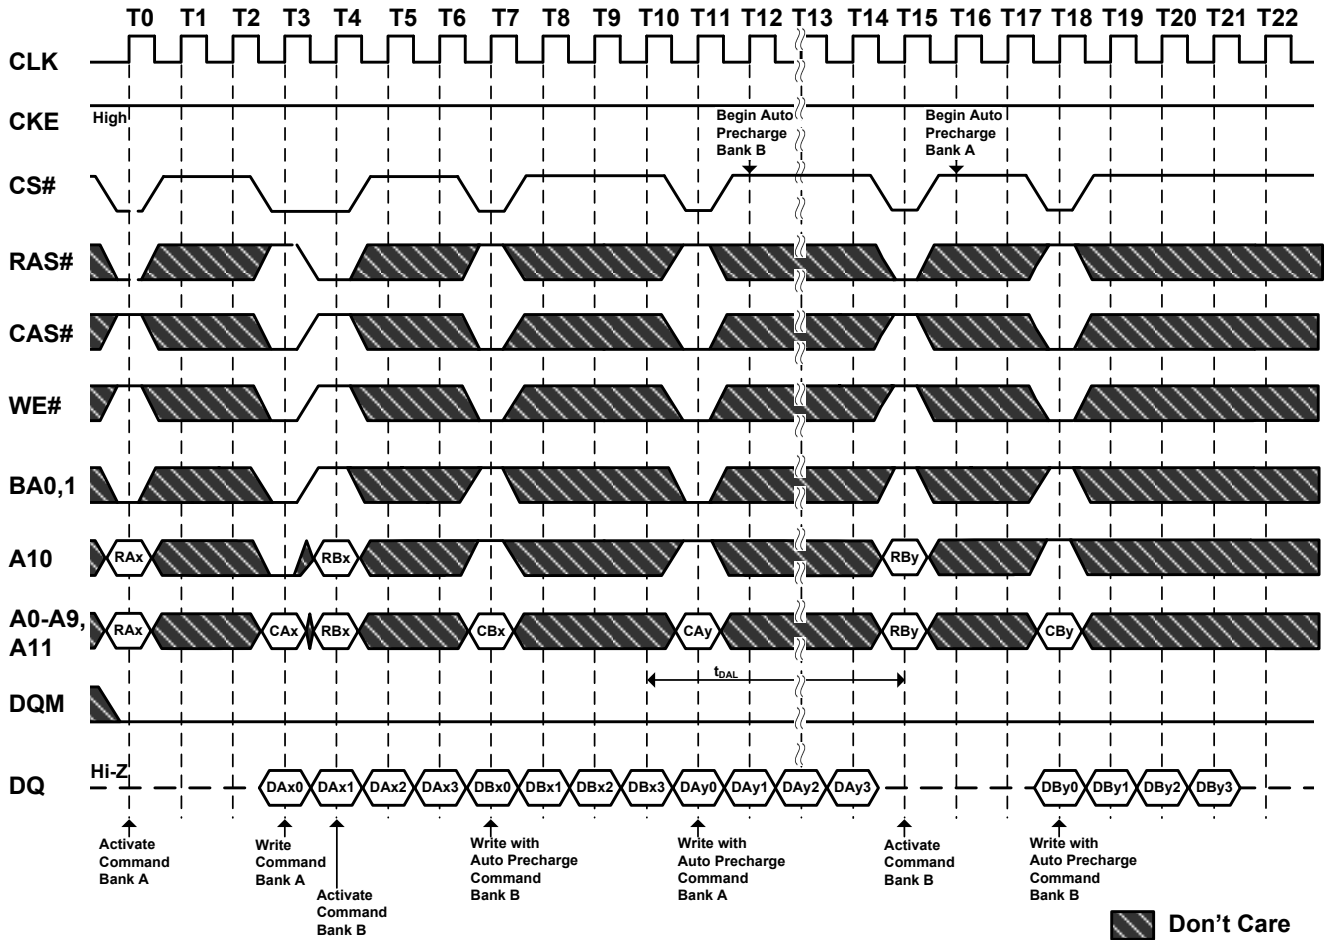 T0 T1 T2 T3 T4 T5 T6 T7 T8 T9 T10 T11 T12 T13 T14 T15 T16 T17 T18 T19 T20 T21 T22
CLK
CKE
High
Begin Auto
Precharge
Bank B
Begin Auto
Precharge
Bank A
CS#
RAS#
CAS#
WE#
BA0,1
A10
RAx RBx RBy
A0-A9,
A11
RAx CAx RBx CBx CAy RBy CBy
tDAL
DQM
Hi-Z
DQ
DAx0 DAx1 DAx2 DAx3 DBx0 DBx1 DBx2 DBx3 DAy0 DAy1 DAy2 DAy3 DBy0 DBy1 DBy2 DBy3
Activate
Command
Bank A
Write
Command
Bank A
Activate
Command
Bank B
Write with
Auto Precharge
Command
Bank B
Write with
Auto Precharge
Command
Bank A
Activate
Command
Bank B
Write with
Auto Precharge
Command
Bank B
Don't Care